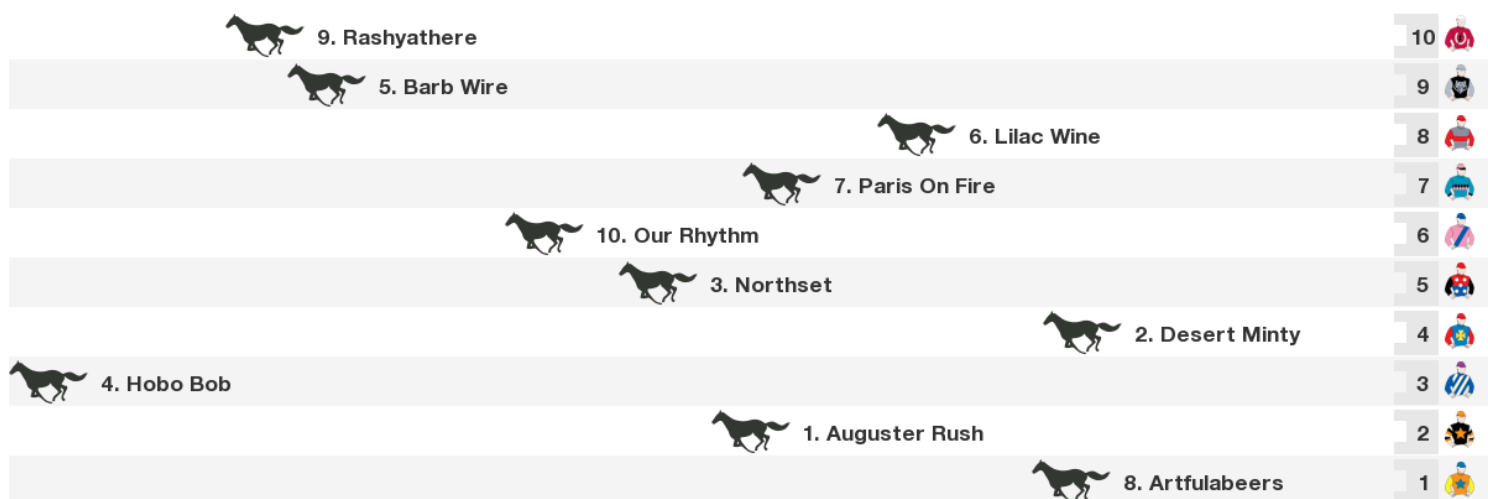 9. Rashyathere 10
5. Barb Wire 9
6. Lilac Wine 8
7. Paris On Fire 7
10. Our Rhythm 6
3. Northset 5
2. Desert Minty 4
4. Hobo Bob 3
1. Auguster Rush 2
8. Artfulabeers 1